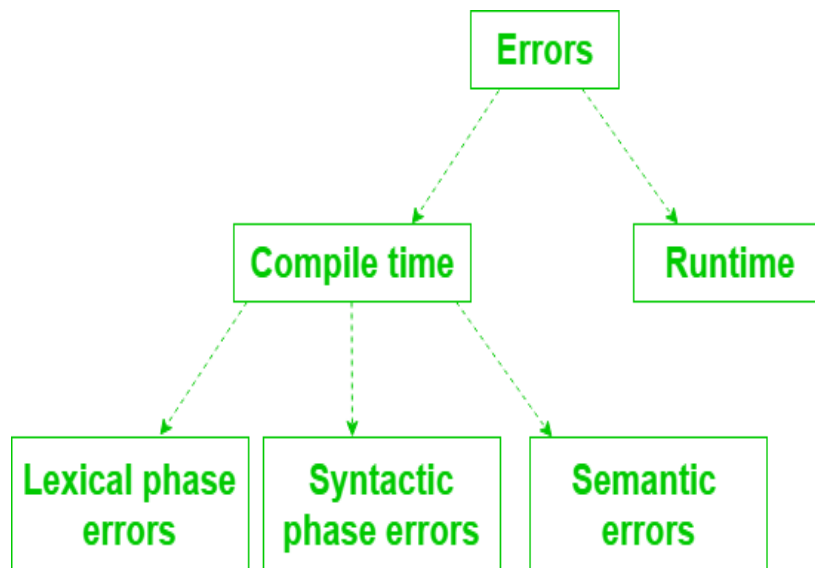 Errors
Compile time
Runtime
Lexical phase
errors
Syntactic
phase errors
Semantic
errors